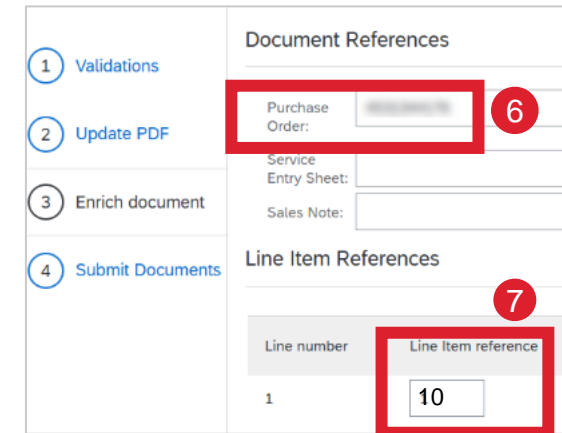 1 Validations
2 Update PDF
3 Enrich document
4 Submit Documents
Document References
Purchase
Order:
6
Service
Entry Sheet:
Sales Note:
Line Item References
7
Line number Line Item reference
1 10